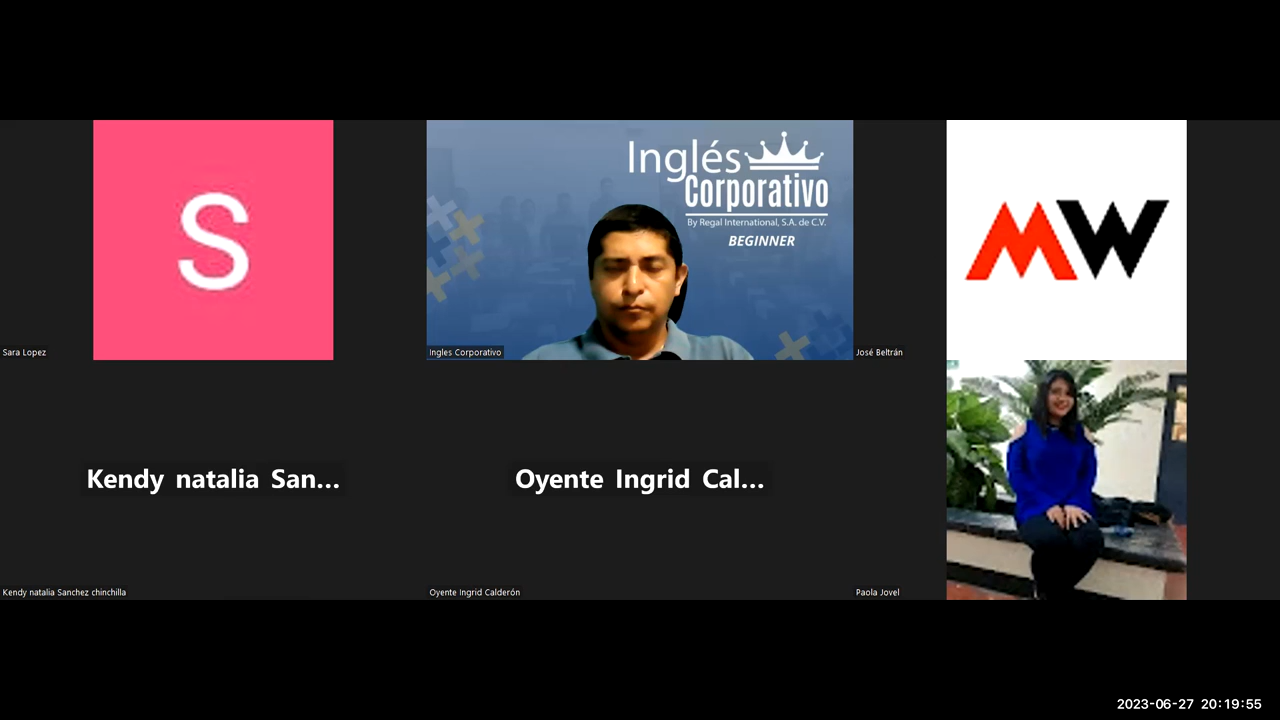 S
Inglés
Corporativo
By Regal International, S.A. de C.V.
BEGINNER
MW
Sara Lopez
Ingles Corporativo
José Beltrán
Kendy natalia San...
Oyente Ingrid Cal...
Kendy natalia Sanchez chinchilla
Oyente Ingrid Calderón
Paola Jovel
2023-06-27 20:19:55